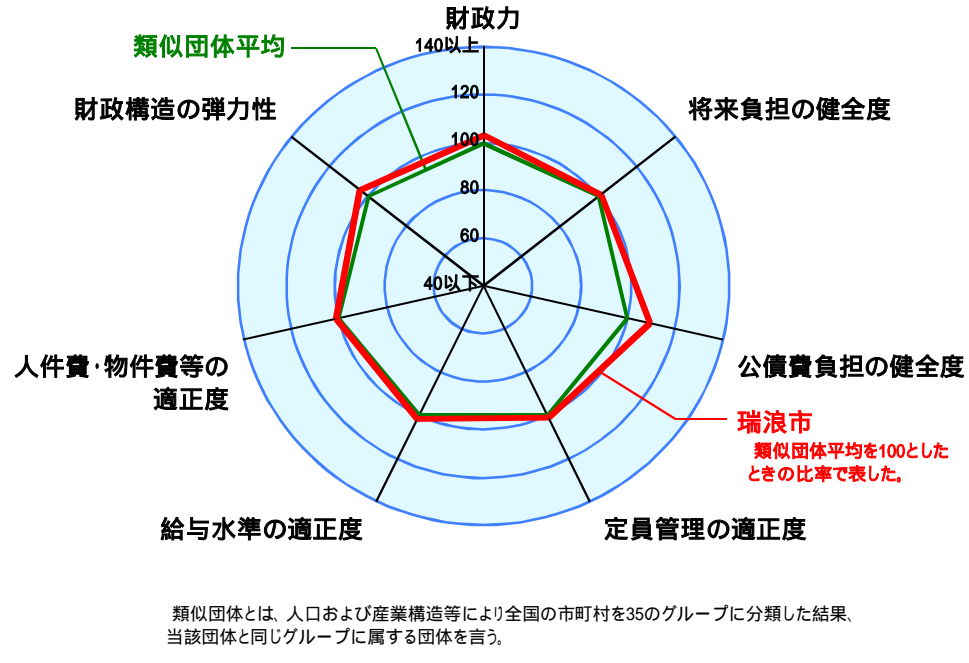 財政力
140以上
類似団体平均
120
財政構造の弾力性
将来負担の健全度
100
80
60
40以下
人件費・物件費等の
適正度
公債費負担の健全度
瑞浪市
類似団体平均を100とした
ときの比率で表した。
給与水準の適正度
定員管理の適正度
類似団体とは、人口および産業構造等により全国の市町村を35のグループに分類した結果、
当該団体と同じグループに属する団体を言う。